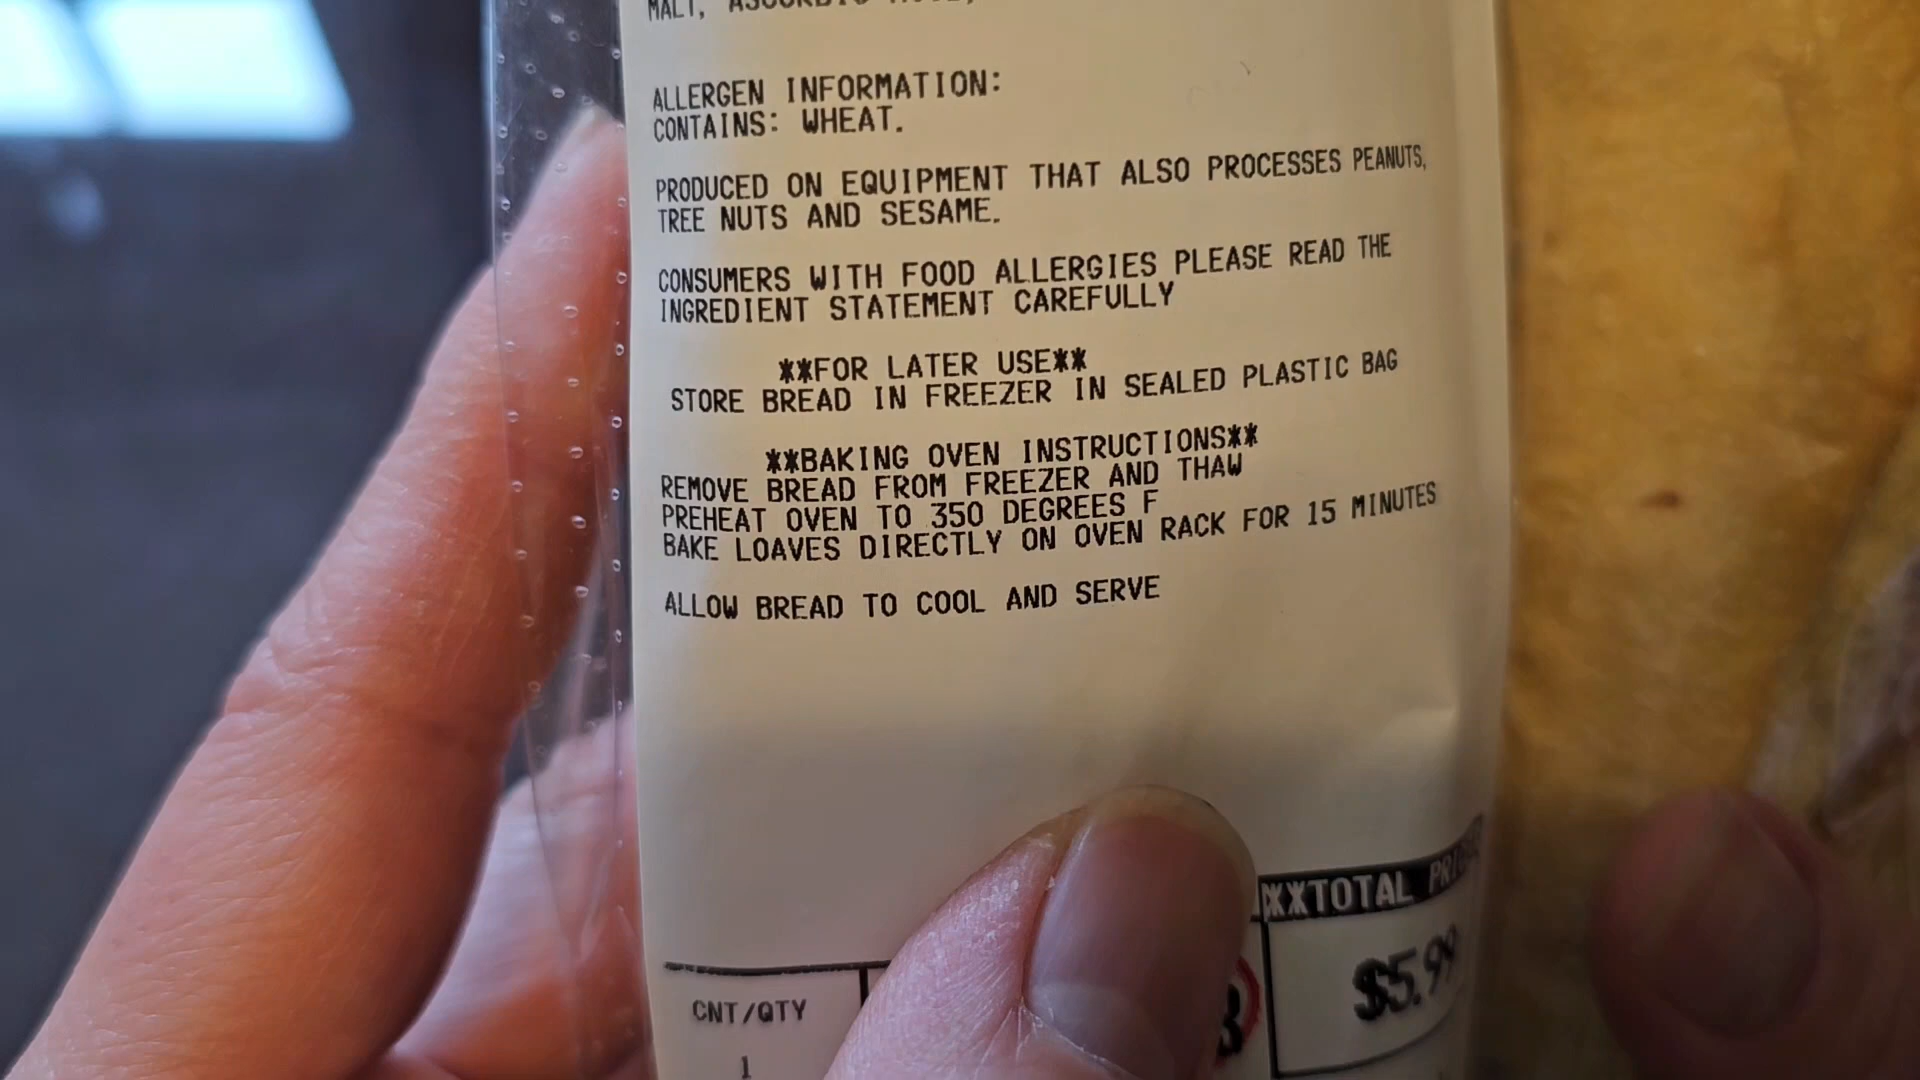 MALT, ASCORBIC
ALLERGEN INFORMATION:
CONTAINS: WHEAT.
PRODUCED ON EQUIPMENT THAT ALSO PROCESSES PEANUTS,
TREE NUTS AND SESAME.
CONSUMERS WITH FOOD ALLERGIES PLEASE READ THE
INGREDIENT STATEMENT CAREFULLY
**FOR LATER USE**
STORE BREAD IN FREEZER IN SEALED PLASTIC BAG
**BAKING OVEN INSTRUCTIONS**
REMOVE BREAD FROM FREEZER AND THAW
PREHEAT OVEN TO 350 DEGREES F
BAKE LOAVES DIRECTLY ON OVEN RACK FOR 15 MINUTES
ALLOW BREAD TO COOL AND SERVE
**TOTAL PRICE
$5.99
CNT/QTY
1